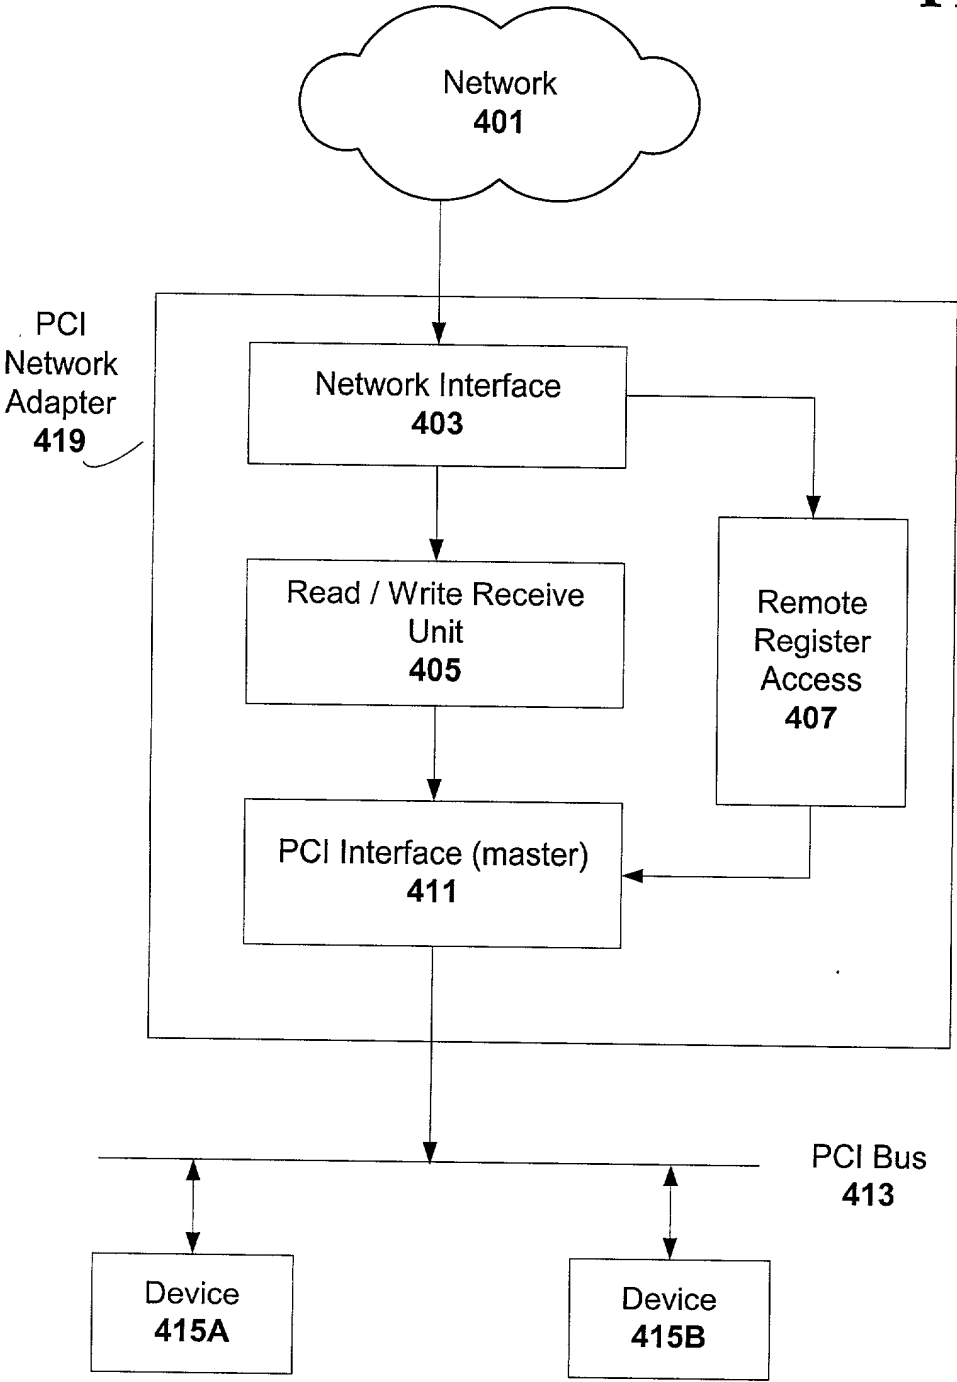 Network
401
PCI
Network
Adapter
419
Network Interface
403
Read / Write Receive
Unit
405
Remote
Register
Access
407
PCI Interface (master)
411
PCI Bus
413
Device
415A
Device
415B